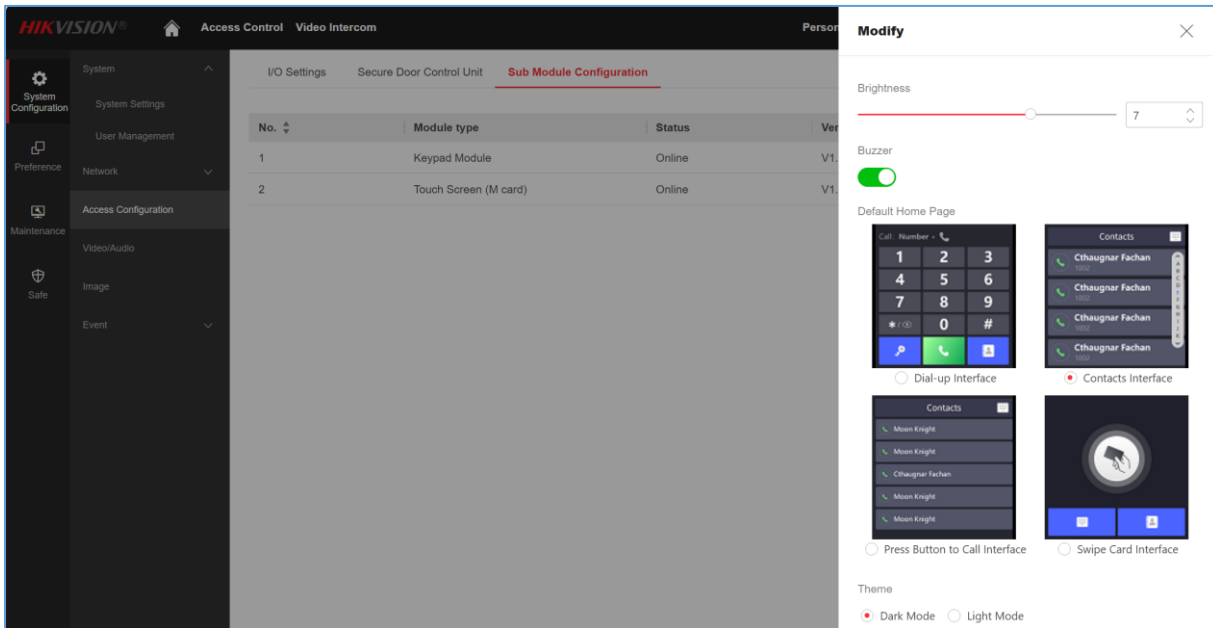 HIKVISION®
Access Control Video Intercom
Person
Modify
System Configuration
Preference
Maintenance
Safe
System
System Settings
User Management
Network
Access Configuration
Video/Audio
Image
Event
I/O Settings Secure Door Control Unit Sub Module Configuration
No. Module type Status Ver
1 Keypad Module Online V1.
2 Touch Screen (M card) Online V1.
Brightness
7
Buzzer
Default Home Page
Call: Number
1 2 3
4 5 6
7 8 9
* / 0 #
Dial-up Interface
Contacts
Cthaugnar Fachan
1002
Cthaugnar Fachan
1002
Cthaugnar Fachan
1002
Cthaugnar Fachan
1002
Contacts Interface
Contacts
Moon Knight
Moon Knight
Cthaugnar Fachan
Moon Knight
Moon Knight
Press Button to Call Interface
Swipe Card Interface
Theme
Dark Mode Light Mode